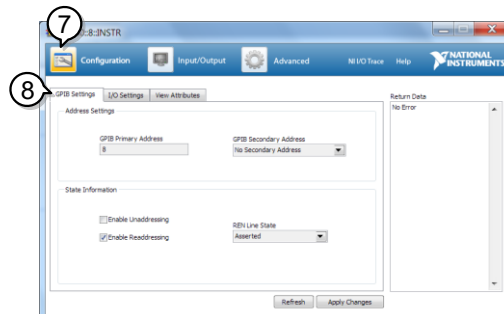 7
::8::INSTR
Configuration
Input/Output
Advanced
NI I/O Trace
Help
NATIONAL
INSTRUMENTS
8
GPIB Settings
I/O Settings
View Attributes
Return Data
Address Settings
No Error
GPIB Primary Address
GPIB Secondary Address
8
No Secondary Address
State Information
Enable Unaddressing
REN Line State
Enable Readdressing
Asserted
Refresh
Apply Changes